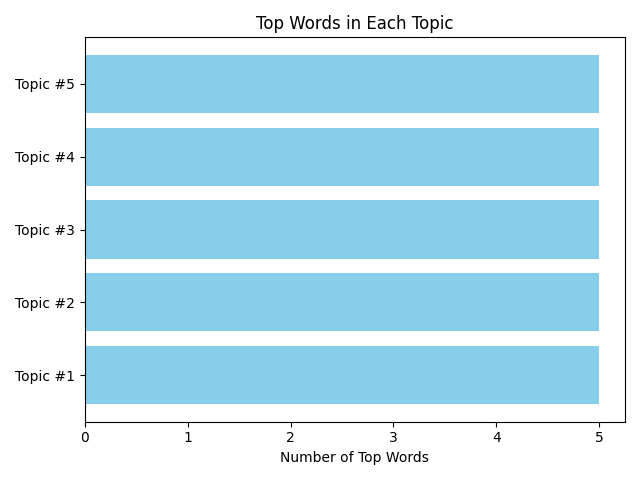 Top Words in Each Topic
Topic #5
Topic #4
Topic #3
Topic #2
Topic #1
0 1 2 3 4 5
Number of Top Words